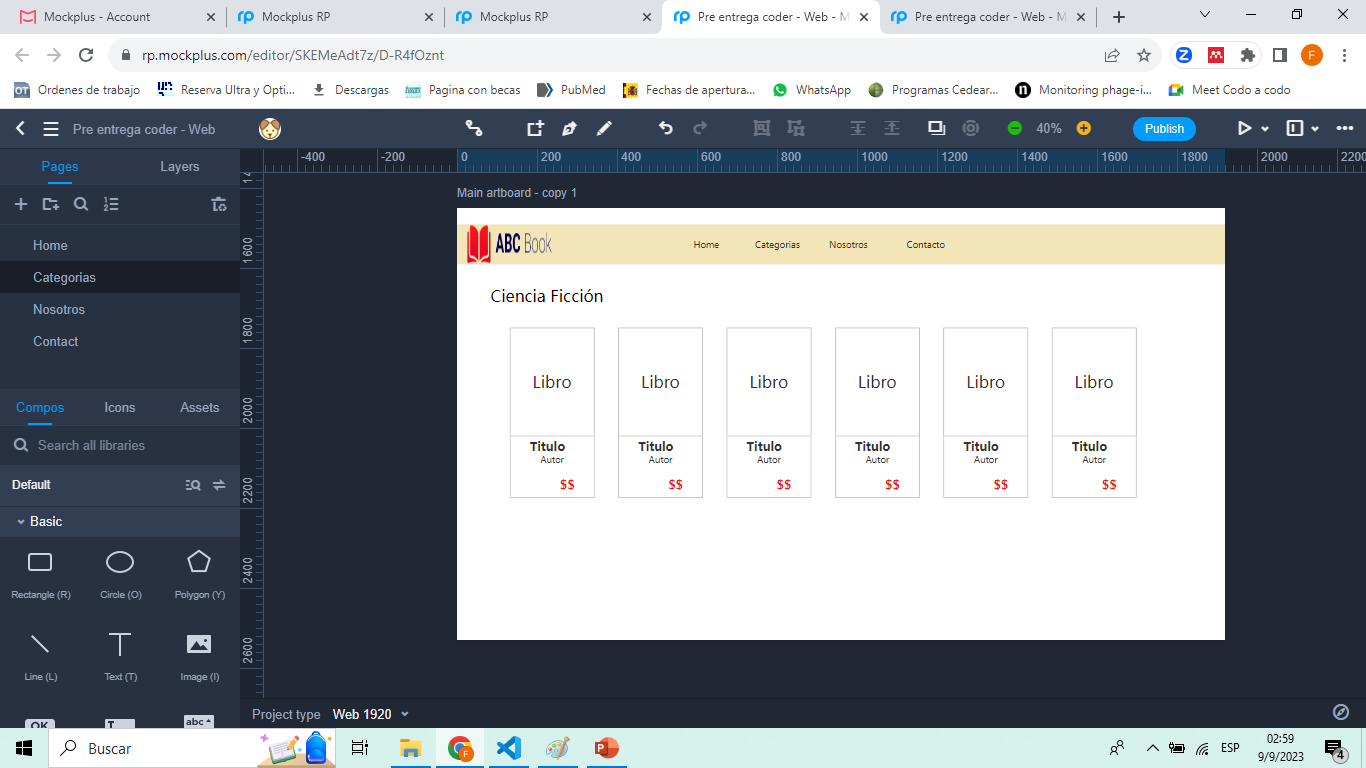 Mockplus - Account
Mockplus RP
Mockplus RP
Pre entrega coder - Web - M
Pre entrega coder - Web - M
rp.mockplus.com/editor/SKEMeAdt7z/D-R4fOznt
F
OT Ordenes de trabajo
Reserva Ultra y Opti...
Descargas
Pagina con becas
PubMed
Fechas de apertura...
WhatsApp
Programas Cedear...
n Monitoring phage-i...
Meet Codo a codo
Pre entrega coder - Web
40%
Publish
Pages
Layers
-400 -200 0 200 400 600 800 1000 1200 1400 1600 1800 2000 2200
1600
1800
2000
2200
2400
2600
Home
Categorias
Nosotros
Contact
Compos
Icons
Assets
Search all libraries
Default
Basic
Rectangle (R)
Circle (O)
Polygon (Y)
Line (L)
Text (T)
Image (I)
OK
abc
Main artboard - copy 1
ABC Book
Home
Categorias
Nosotros
Contacto
Ciencia Ficción
Libro Libro Libro Libro Libro Libro
Titulo Titulo Titulo Titulo Titulo Titulo
Autor Autor Autor Autor Autor Autor
$$ $$ $$ $$ $$ $$
Project type Web 1920
Buscar
F
P
ESP
02:59
9/9/2023
4